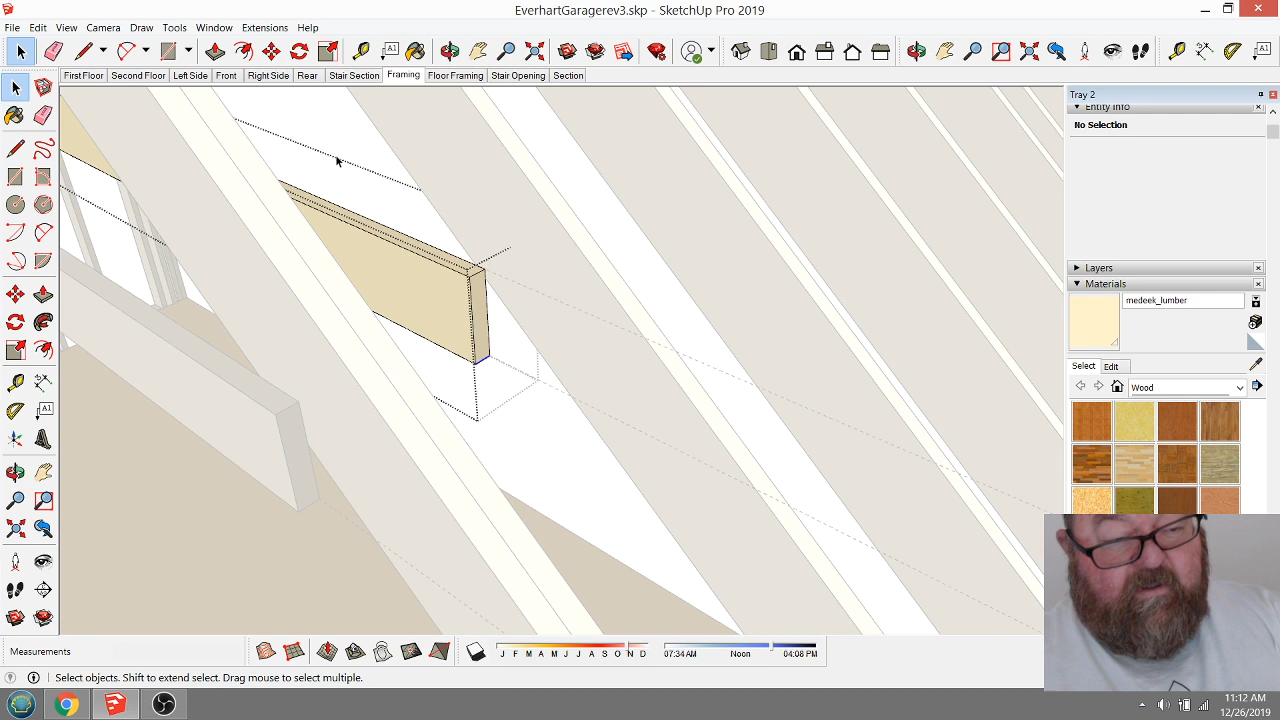 EverhartGaragerev3.skp - SketchUp Pro 2019
File Edit View Camera Draw Tools Window Extensions Help
First Floor Second Floor Left Side Front Right Side Rear Stair Section Framing Floor Framing Stair Opening Section
Tray 2
Entity Info
No Selection
Layers
Materials
medeek_lumber
Select Edit
Wood
Measurements
J F M A M J J A S O N D
07:34 AM Noon 04:08 PM
Select objects. Shift to extend select. Drag mouse to select multiple.
11:12 AM
12/26/2019